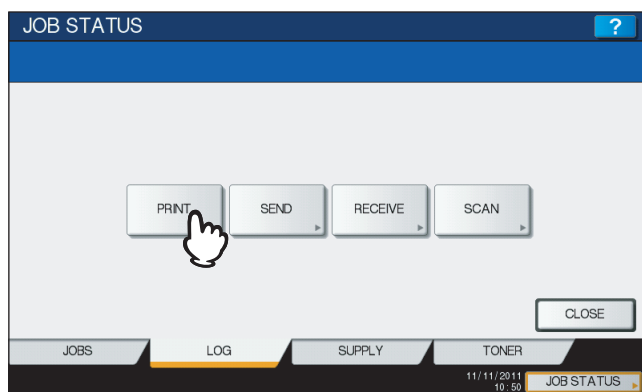 JOB STATUS ?
PRINT SEND RECEIVE SCAN
CLOSE
JOBS LOG SUPPLY TONER
11/11/2011
10:50
JOB STATUS